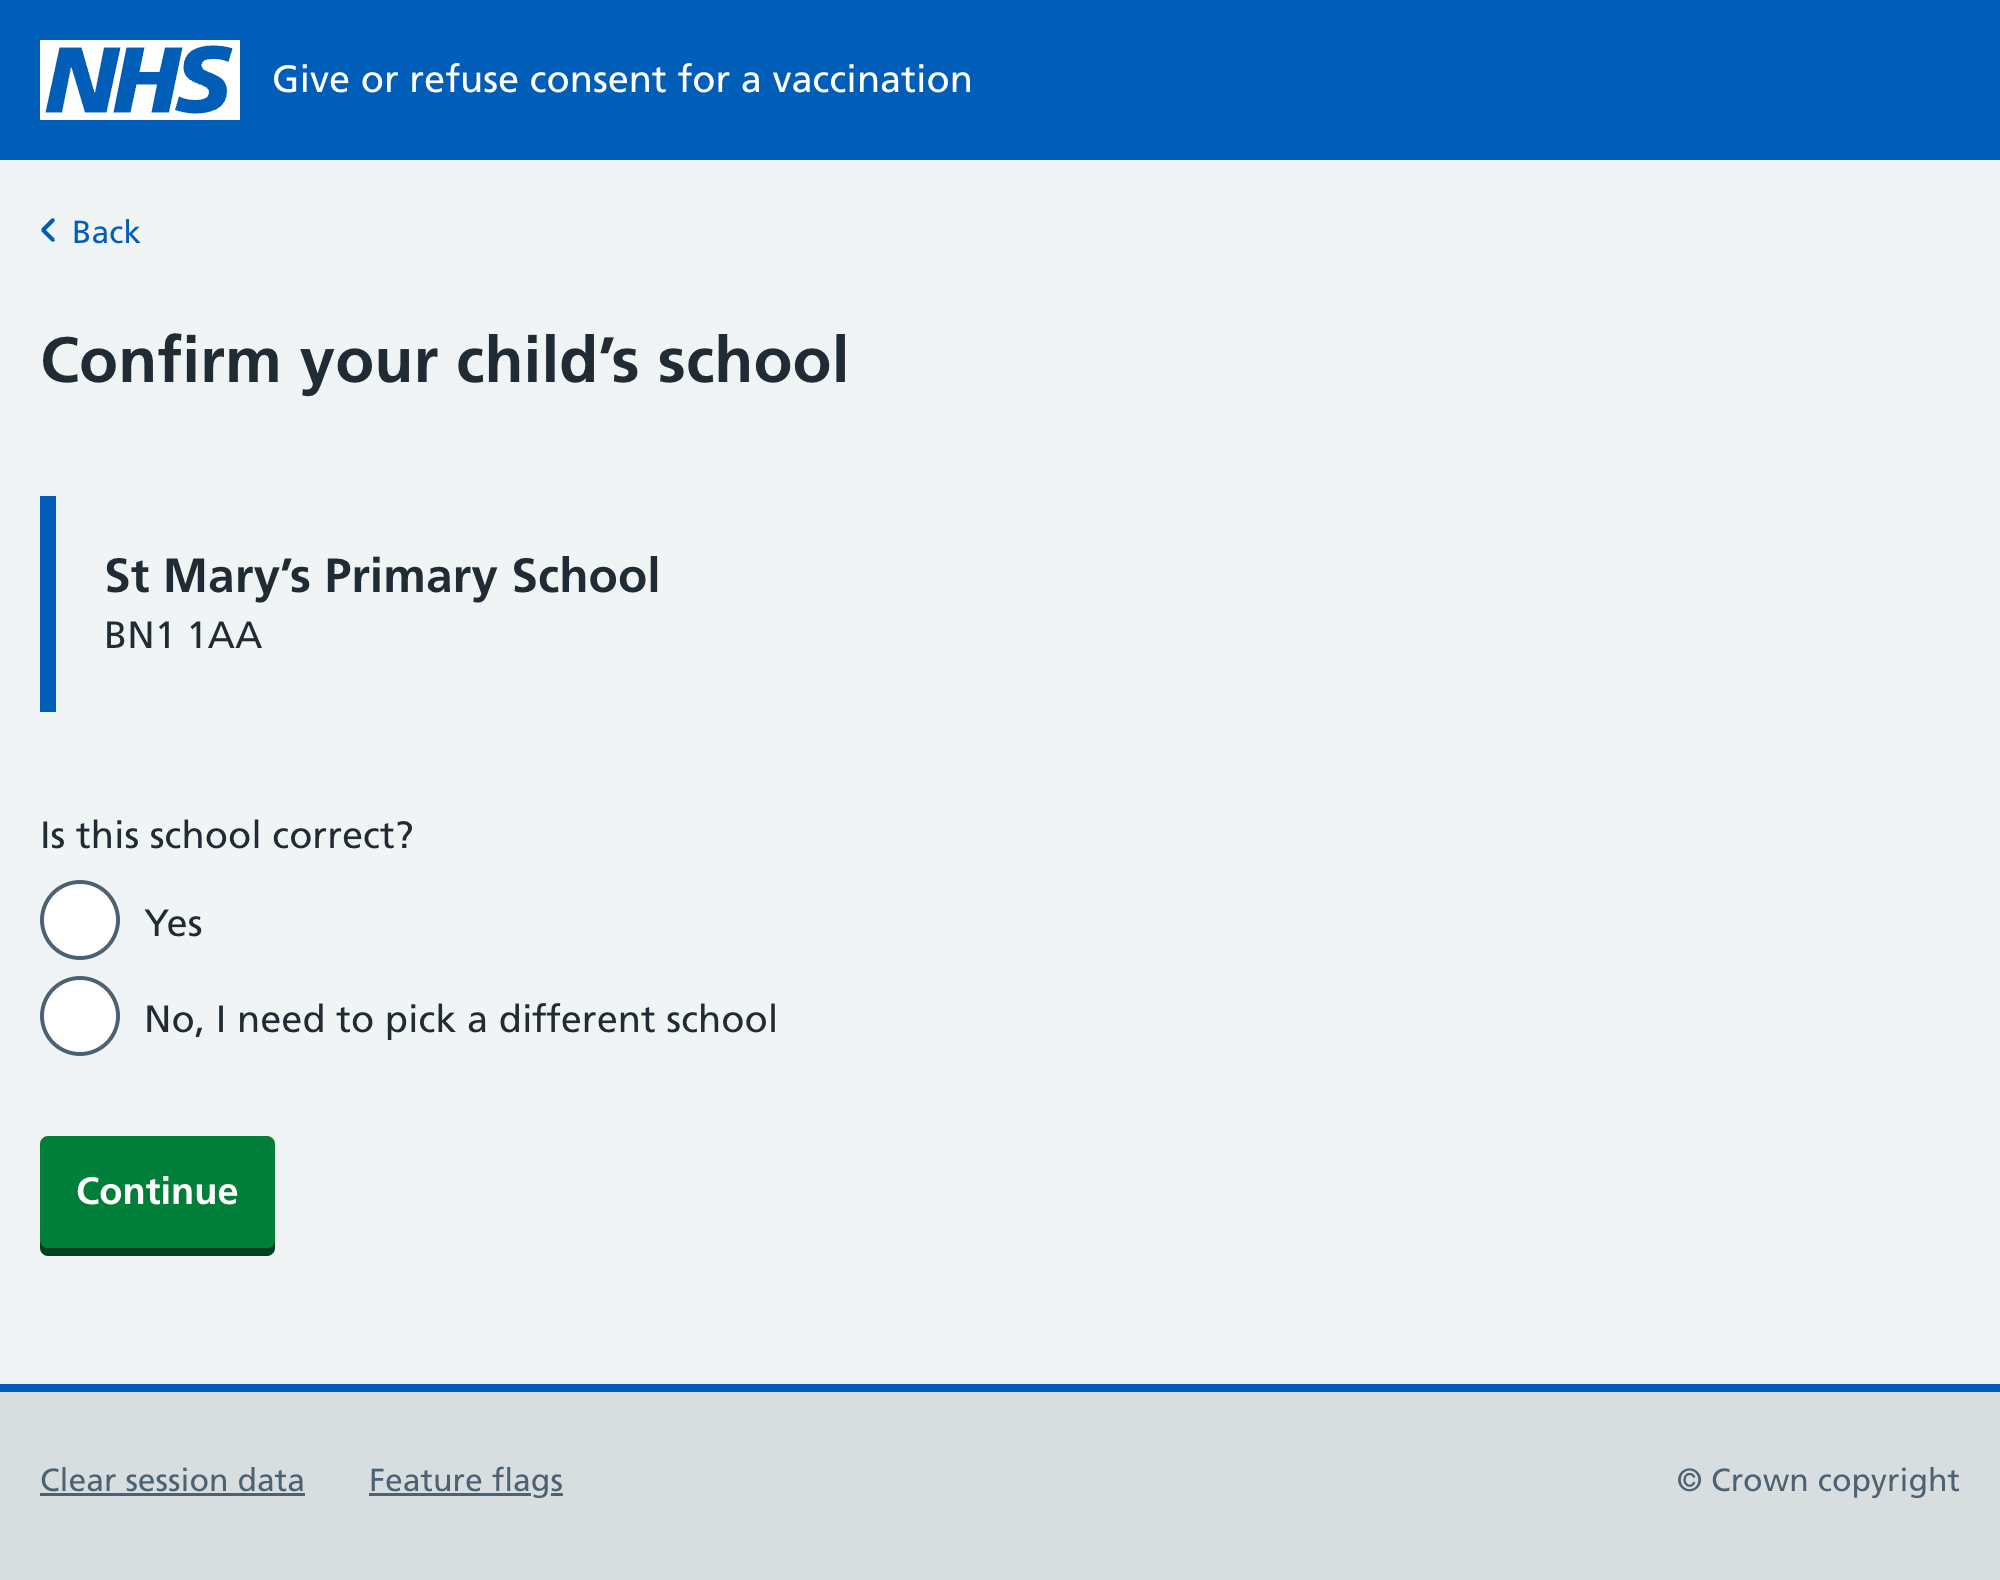 NHS Give or refuse consent for a vaccination
Back
Confirm your child’s school
St Mary’s Primary School
BN1 1AA
Is this school correct?
Yes
No, I need to pick a different school
Continue
Clear session data Feature flags © Crown copyright